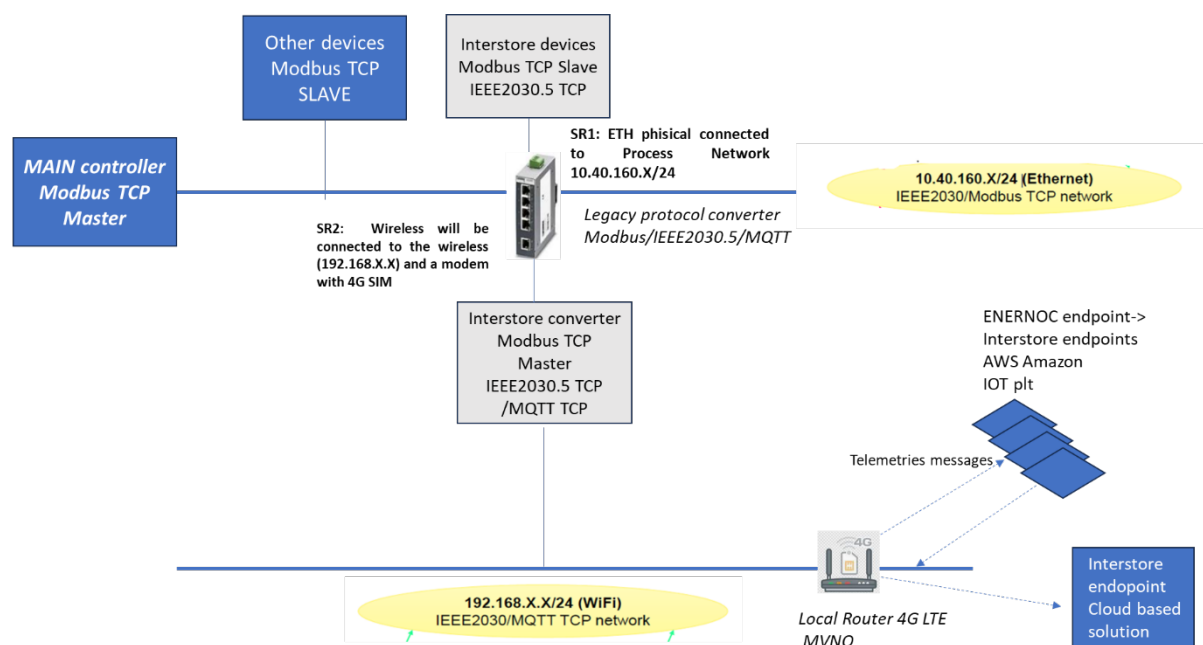 Other devices
Modbus TCP
SLAVE
Interstore devices
Modbus TCP Slave
IEEE2030.5 TCP
MAIN controller
Modbus TCP
Master
SR1: ETH phisical connected
to Process Network
10.40.160.X/24
10.40.160.X/24 (Ethernet)
IEEE2030/Modbus TCP network
Legacy protocol converter
Modbus/IEEE2030.5/MQTT
SR2: Wireless will be
connected to the wireless
(192.168.X.X) and a modem
with 4G SIM
Interstore converter
Modbus TCP
Master
IEEE2030.5 TCP
/MQTT TCP
ENERNOC endpoint->
Interstore endpoints
AWS Amazon
IOT plt
Telemetries messages
4G
192.168.X.X/24 (WiFi)
IEEE2030/MQTT TCP network
Local Router 4G LTE
MVNO
Interstore
endopoint
Cloud based
solution